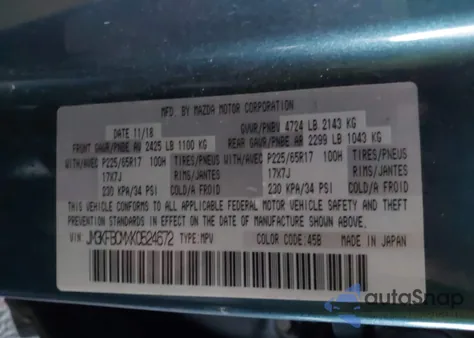 MFD. BY MAZDA MOTOR CORPORATION
DATE 11/18 GVWR/PNBV 4724 LB 2143 KG
FRONT GAWR/PNBE AV 2425 LB 1100 KG REAR GAWR/PNBE AR 2299 LB 1043 KG
WITH/AVEC P225/65R17 100H TIRES/PNEUS WITH/AVEC P225/65R17 100H TIRES/PNEUS
17X7J RIMS/JANTES 17X7J RIMS/JANTES
230 KPA/34 PSI COLD/A FROID 230 KPA/34 PSI COLD/A FROID
THIS VEHICLE CONFORMS TO ALL APPLICABLE FEDERAL MOTOR VEHICLE SAFETY AND THEFT
PREVENTION STANDARDS IN EFFECT ON THE DATE OF MANUFACTURE SHOWN ABOVE.
VIN JM3KFBCMXK0524672 TYPE:MPV COLOR CODE:45B MADE IN JAPAN
autoSnap